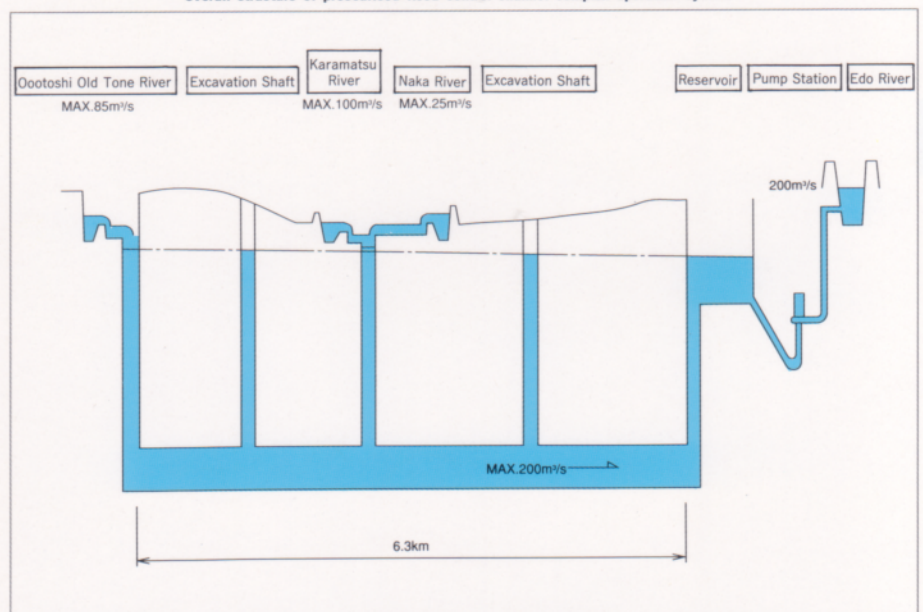 Karamatsu
River
Oootoshi Old Tone River
Excavation Shaft
Naka River
Excavation Shaft
Reservoir
Pump Station
Edo River
MAX.85m³/s
MAX.100m³/s
MAX.25m³/s
200m³/s
MAX.200m³/s
6.3km